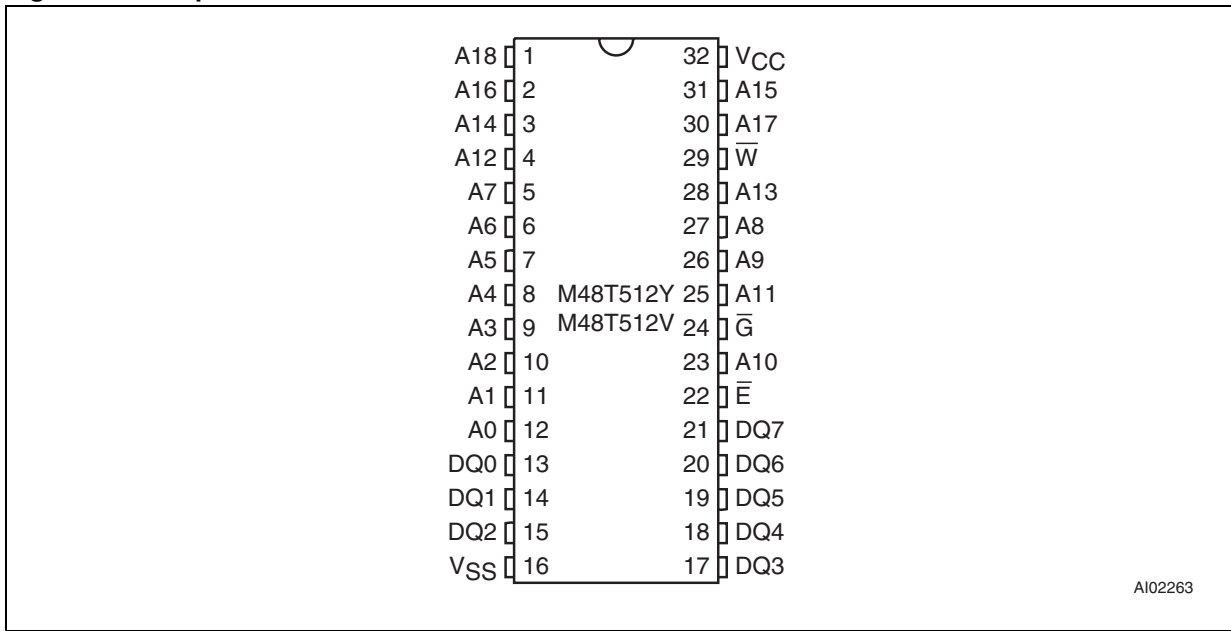 A18 1 32 VCC
A16 2 31 A15
A14 3 30 A17
A12 4 29 W̅
A7 5 28 A13
A6 6 27 A8
A5 7 26 A9
A4 8 M48T512Y 25 A11
A3 9 M48T512V 24 G̅
A2 10 23 A10
A1 11 22 E̅
A0 12 21 DQ7
DQ0 13 20 DQ6
DQ1 14 19 DQ5
DQ2 15 18 DQ4
VSS 16 17 DQ3
AI02263